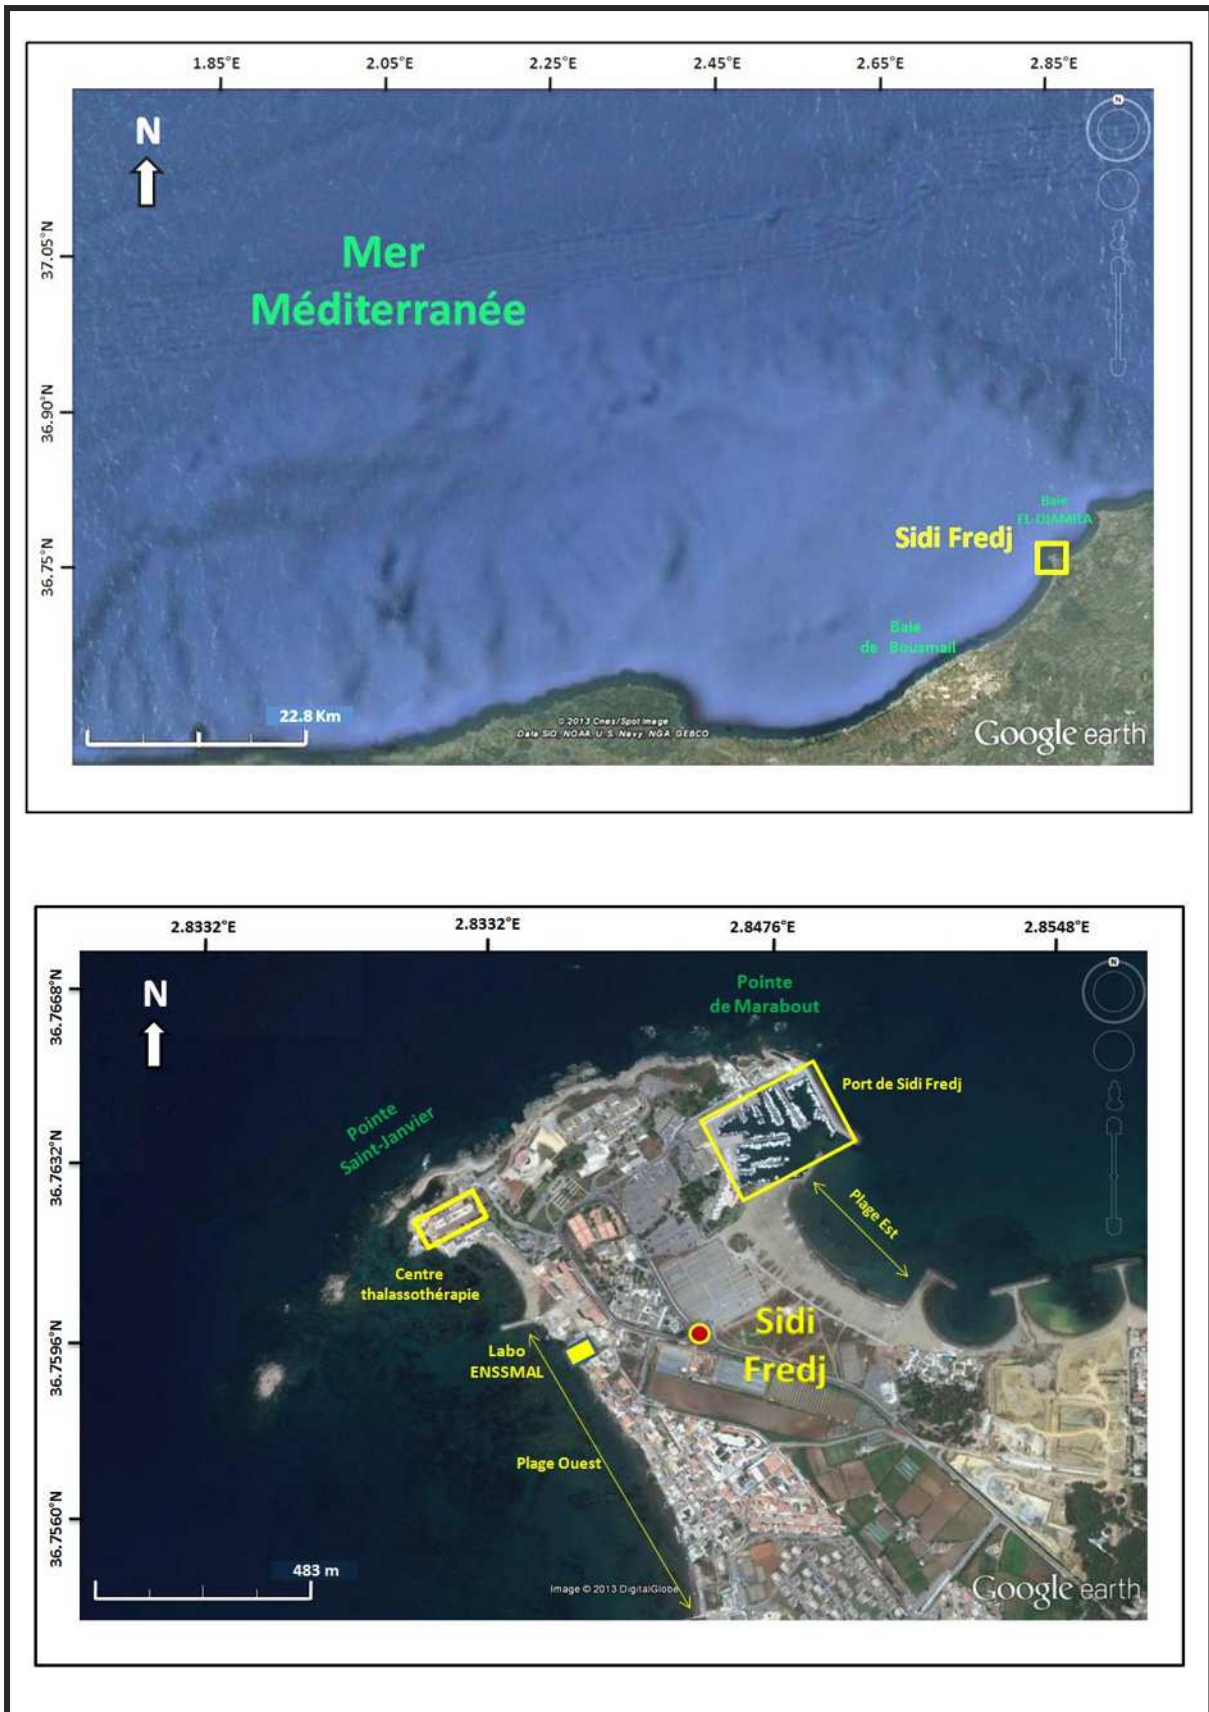 1.85°E 2.05°E 2.25°E 2.45°E 2.65°E 2.85°E
N
N
37.05°N
Mer
Méditerranée
36.90°N
Baie
EL-DJAMILA
Sidi Fredj
36.75°N
Baie
de Bousmail
22.8 Km
© 2013 Cnes/Spot Image
Data SIO, NOAA, U.S. Navy, NGA, GEBCO
Google earth
2.8332°E 2.8332°E 2.8476°E 2.8548°E
N
N
36.7668°N
Pointe
de Marabout
Port de Sidi Fredj
Pointe
Saint-Janvier
36.7632°N
Plage Est
Centre
thalassothérapie
Sidi
Fredj
36.7596°N
Labo
ENSSMAL
Plage Ouest
36.7560°N
483 m
Image © 2013 DigitalGlobe
Google earth